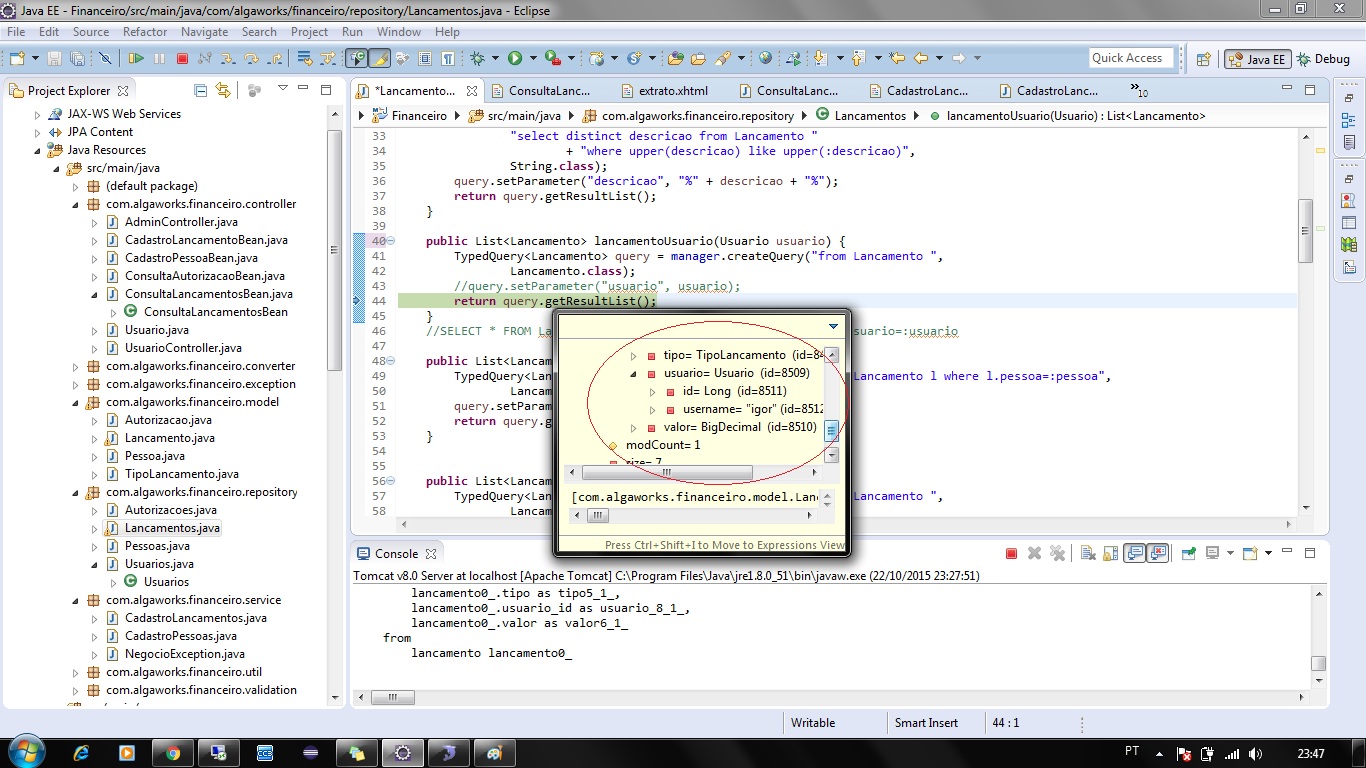 Java EE - Financeiro/src/main/java/com/algaworks/financeiro/repository/Lancamentos.java - Eclipse
File Edit Source Refactor Navigate Search Project Run Window Help
Quick Access
Java EE
Debug
Project Explorer
JAX-WS Web Services
JPA Content
Java Resources
src/main/java
(default package)
com.algaworks.financeiro.controller
AdminController.java
CadastroLancamentoBean.java
CadastroPessoaBean.java
ConsultaAutorizacaoBean.java
ConsultaLancamentosBean.java
ConsultaLancamentosBean
Usuario.java
UsuarioController.java
com.algaworks.financeiro.converter
com.algaworks.financeiro.exception
com.algaworks.financeiro.model
Autorizacao.java
Lancamento.java
Pessoa.java
TipoLancamento.java
com.algaworks.financeiro.repository
Autorizacoes.java
Lancamentos.java
Pessoas.java
Usuarios.java
Usuarios
com.algaworks.financeiro.service
CadastroLancamentos.java
CadastroPessoas.java
NegocioException.java
com.algaworks.financeiro.util
com.algaworks.financeiro.validation
*Lancamento... ConsultaLanc... extrato.xhtml ConsultaLanc... CadastroLanc... CadastroLanc... »10
Financeiro src/main/java com.algaworks.financeiro.repository Lancamentos lancamentoUsuario(Usuario) : List<Lancamento>
33 "select distinct descricao from Lancamento "
34 + "where upper(descricao) like upper(:descricao)",
35 String.class);
36 query.setParameter("descricao", "%" + descricao + "%");
37 return query.getResultList();
38 }
39
40 public List<Lancamento> lancamentoUsuario(Usuario usuario) {
41 TypedQuery<Lancamento> query = manager.createQuery("from Lancamento ",
42 Lancamento.class);
43 //query.setParameter("usuario", usuario);
44 return query.getResultList();
45 }
46 //SELECT * FROM La suario=:usuario
48 public List<Lancam
49 TypedQuery<Lan Lancamento l where l.pessoa=:pessoa",
50 Lancam
51 query.setParam
52 return query.g
53 }
54
55
56 public List<Lancam
57 TypedQuery<Lan Lancamento ",
58 Lancam
tipo= TipoLancamento (id=84
usuario= Usuario (id=8509)
id= Long (id=8511)
username= "igor" (id=8512
valor= BigDecimal (id=8510)
modCount= 1
size= 7
[com.algaworks.financeiro.model.Lanc
Press Ctrl+Shift+I to Move to Expressions View
Console
Tomcat v8.0 Server at localhost [Apache Tomcat] C:\Program Files\Java\jre1.8.0_51\bin\javaw.exe (22/10/2015 23:27:51)
lancamento0_.tipo as tipo5_1_,
lancamento0_.usuario_id as usuario_8_1_,
lancamento0_.valor as valor6_1_
from
lancamento lancamento0_
Writable Smart Insert 44 : 1
PT 23:47